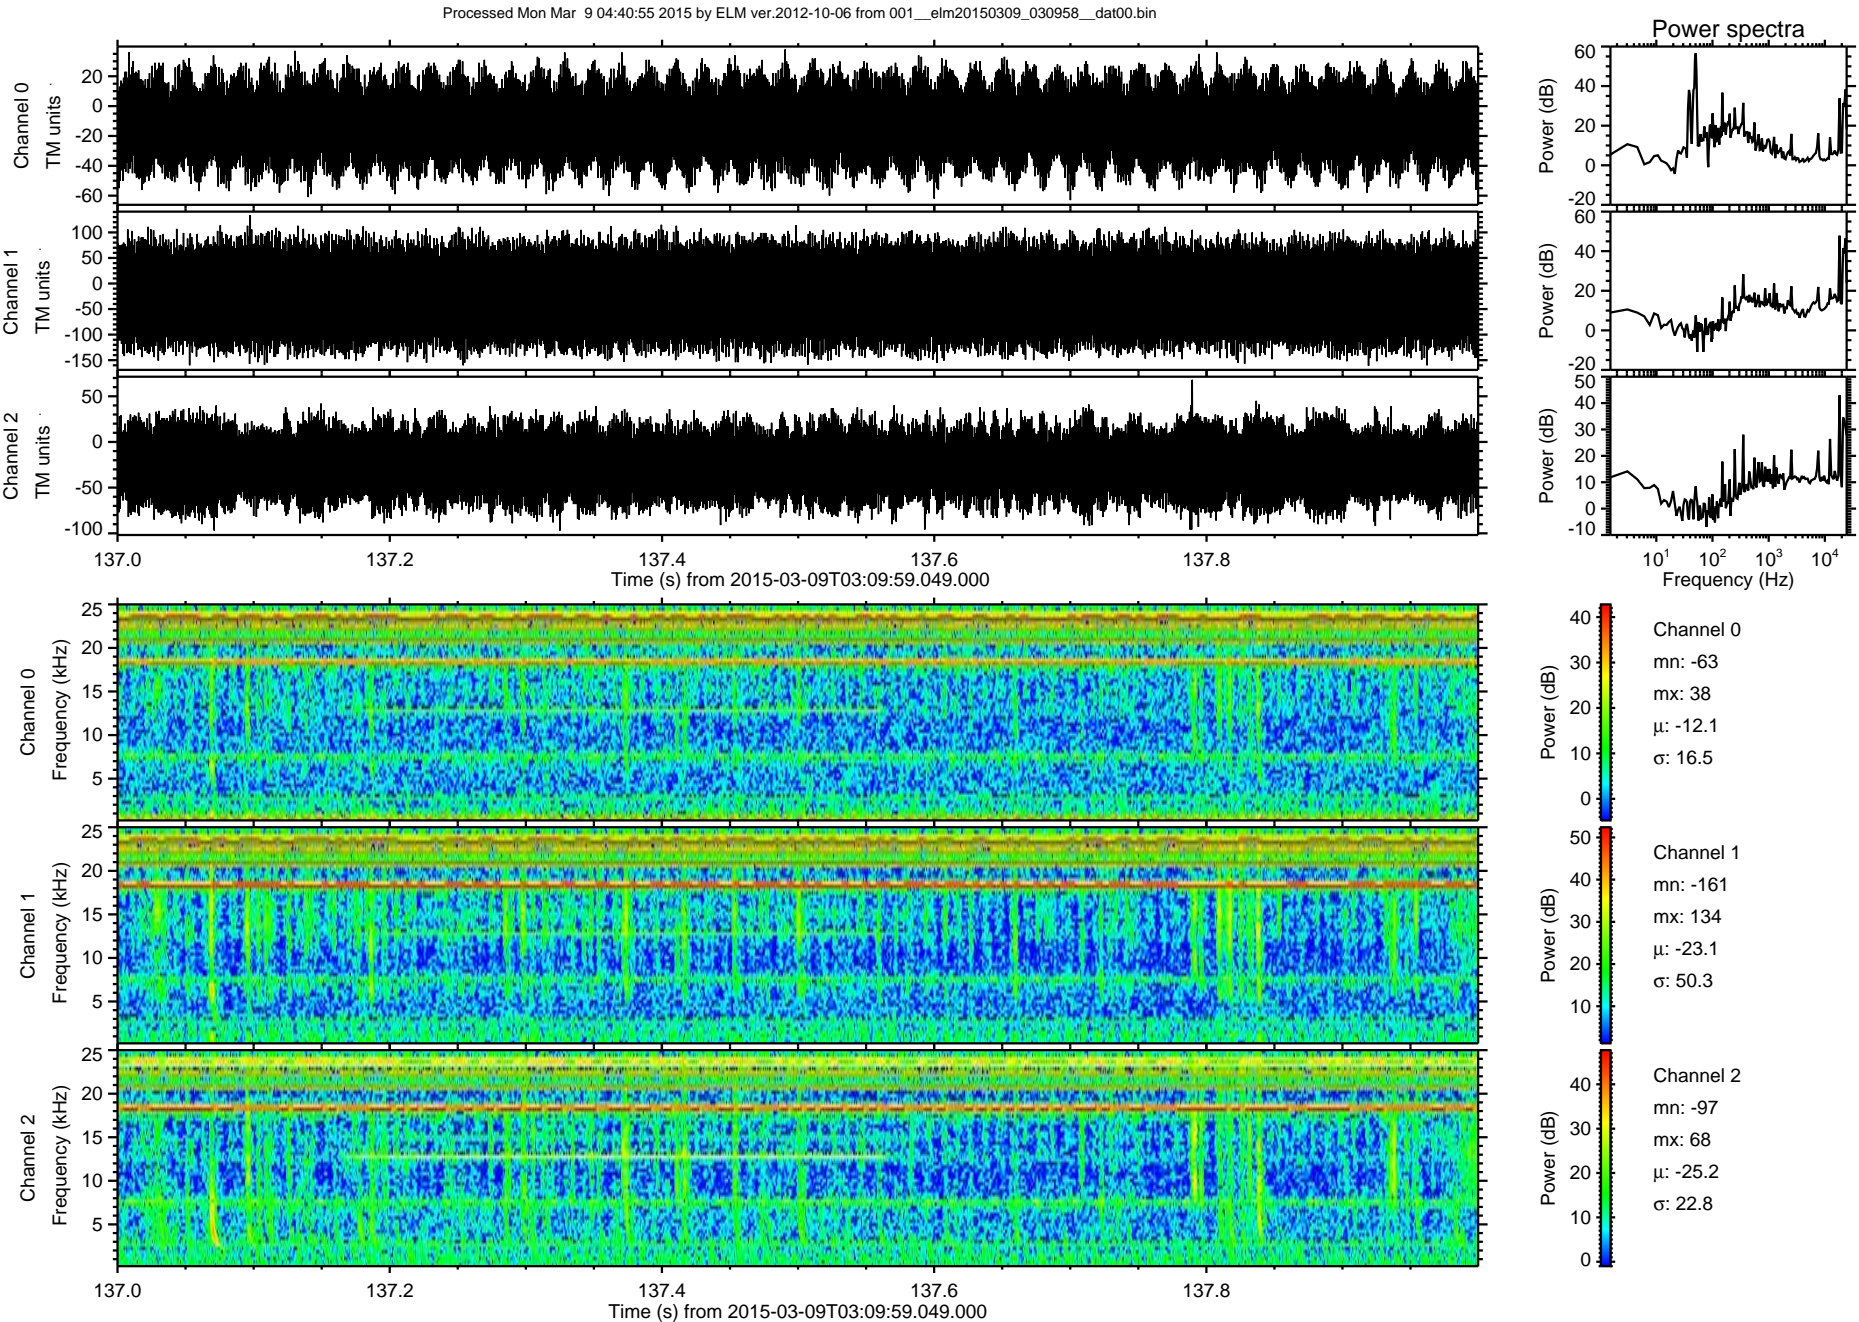 Processed Mon Mar  9 04:40:55 2015 by ELM ver.2012-10-06 from 001__elm20150309_030958__dat00.bin
Power spectra
Channel 0
TM units
20
0
-20
-40
-60
Power (dB)
60
40
20
0
-20
Channel 1
TM units
100
50
0
-50
-100
-150
Power (dB)
60
40
20
0
-20
Channel 2
TM units
50
0
-50
-100
Power (dB)
50
40
30
20
10
0
-10
137.0 137.2 137.4 137.6 137.8
Time (s) from 2015-03-09T03:09:59.049.000
10¹ 10² 10³ 10⁴
Frequency (Hz)
Channel 0
Frequency (kHz)
25
20
15
10
5
Power (dB)
40
30
20
10
0
Channel 0
mn: -63
mx: 38
μ: -12.1
σ: 16.5
Channel 1
Frequency (kHz)
25
20
15
10
5
Power (dB)
50
40
30
20
10
Channel 1
mn: -161
mx: 134
μ: -23.1
σ: 50.3
Channel 2
Frequency (kHz)
25
20
15
10
5
Power (dB)
40
30
20
10
0
Channel 2
mn: -97
mx: 68
μ: -25.2
σ: 22.8
137.0 137.2 137.4 137.6 137.8
Time (s) from 2015-03-09T03:09:59.049.000